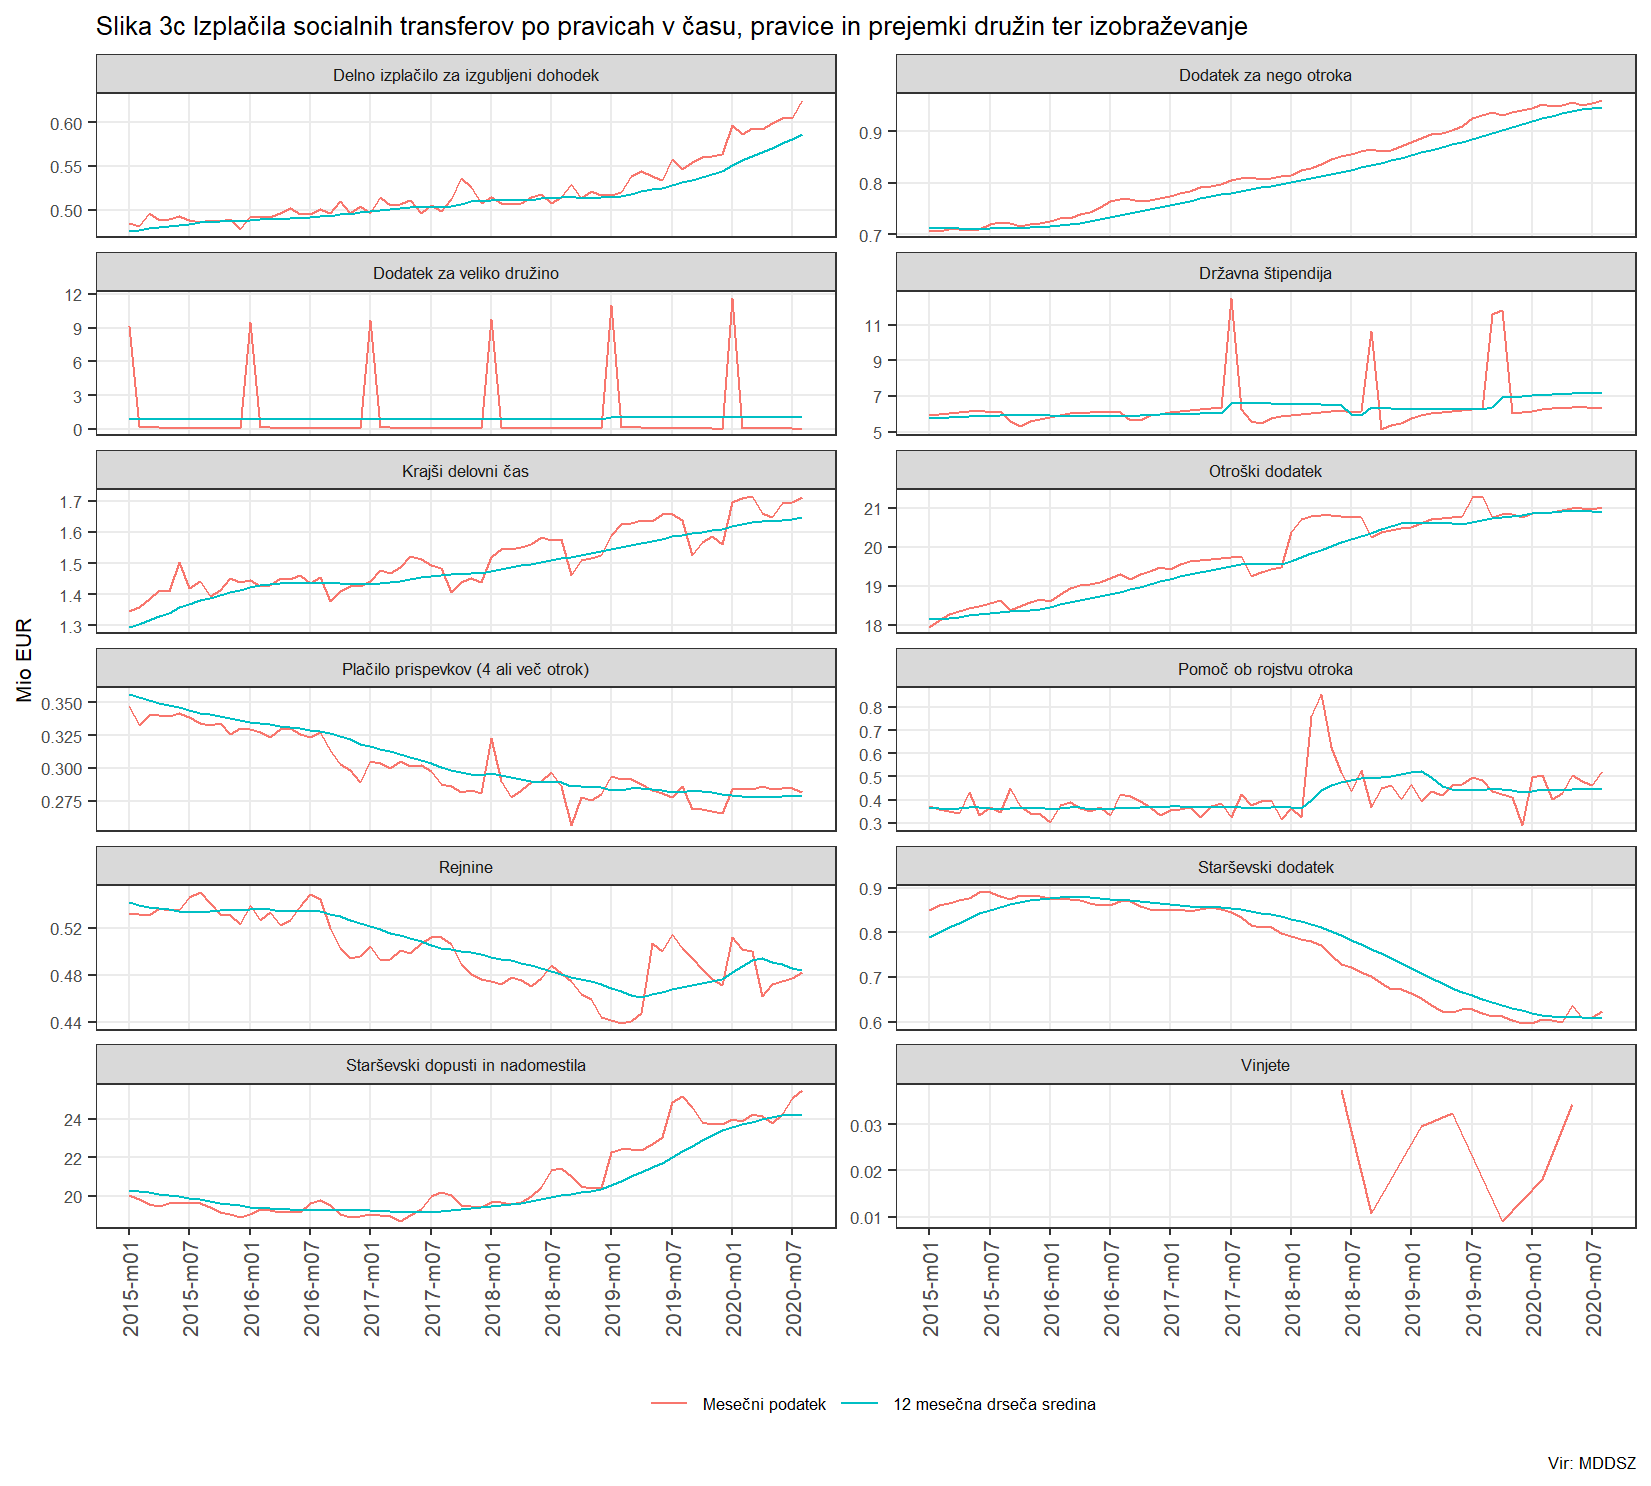 Slika 3c Izplačila socialnih transferov po pravicah v času, pravice in prejemki družin ter izobraževanje
Mio EUR
Delno izplačilo za izgubljeni dohodek
0.60
0.55
0.50
Dodatek za nego otroka
0.9
0.8
0.7
Dodatek za veliko družino
12
9
6
3
0
Državna štipendija
11
9
7
5
Krajši delovni čas
1.7
1.6
1.5
1.4
1.3
Otroški dodatek
21
20
19
18
Plačilo prispevkov (4 ali več otrok)
0.350
0.325
0.300
0.275
Pomoč ob rojstvu otroka
0.8
0.7
0.6
0.5
0.4
0.3
Rejnine
0.52
0.48
0.44
Starševski dodatek
0.9
0.8
0.7
0.6
Starševski dopusti in nadomestila
24
22
20
Vinjete
0.03
0.02
0.01
2015-m01
2015-m07
2016-m01
2016-m07
2017-m01
2017-m07
2018-m01
2018-m07
2019-m01
2019-m07
2020-m01
2020-m07
2015-m01
2015-m07
2016-m01
2016-m07
2017-m01
2017-m07
2018-m01
2018-m07
2019-m01
2019-m07
2020-m01
2020-m07
Mesečni podatek
12 mesečna drseča sredina
Vir: MDDSZ